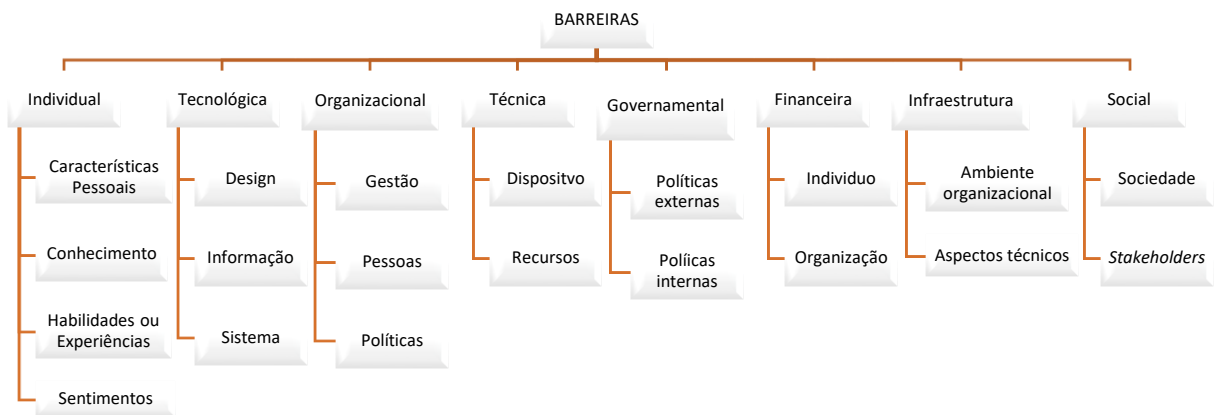 BARREIRAS
Individual
Características
Pessoais
Conhecimento
Habilidades ou
Experiências
Sentimentos
Tecnológica
Design
Informação
Sistema
Organizacional
Gestão
Pessoas
Políticas
Técnica
Dispositvo
Recursos
Governamental
Políticas
externas
Políicas
internas
Financeira
Individuo
Organização
Infraestrutura
Ambiente
organizacional
Aspectos técnicos
Social
Sociedade
Stakeholders